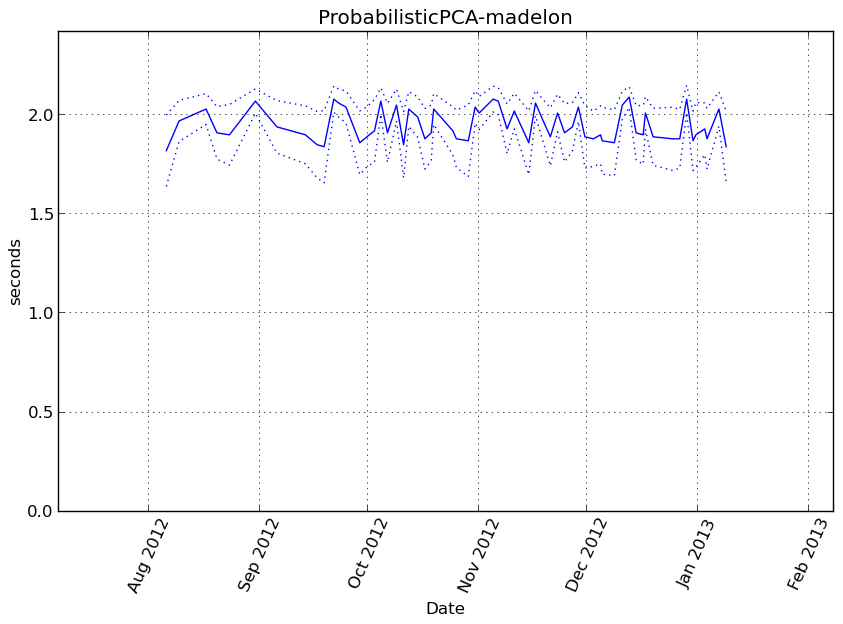 ProbabilisticPCA-madelon
2.0
1.5
1.0
0.5
0.0
seconds
Aug 2012
Sep 2012
Oct 2012
Nov 2012
Dec 2012
Jan 2013
Feb 2013
Date